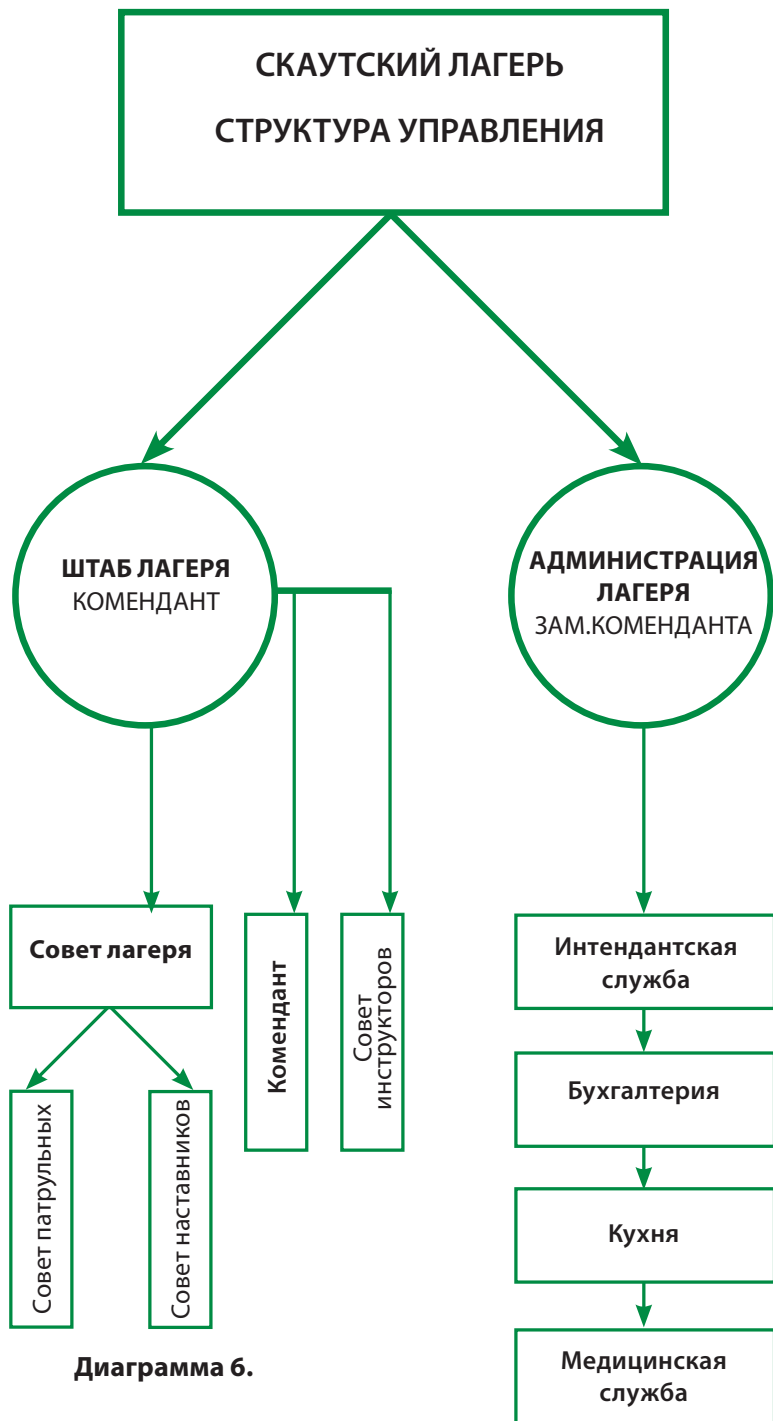 СКАУТСКИЙ ЛАГЕРЬ
СТРУКТУРА УПРАВЛЕНИЯ
ШТАБ ЛАГЕРЯ
КОМЕНДАНТ
АДМИНИСТРАЦИЯ
ЛАГЕРЯ
ЗАМ.КОМЕНДАНТА
Совет лагеря
Комендант
Совет
инструкторов
Совет патрульных
Совет наставников
Интендантская
служба
Бухгалтерия
Кухня
Медицинская
служба
Диаграмма 6.